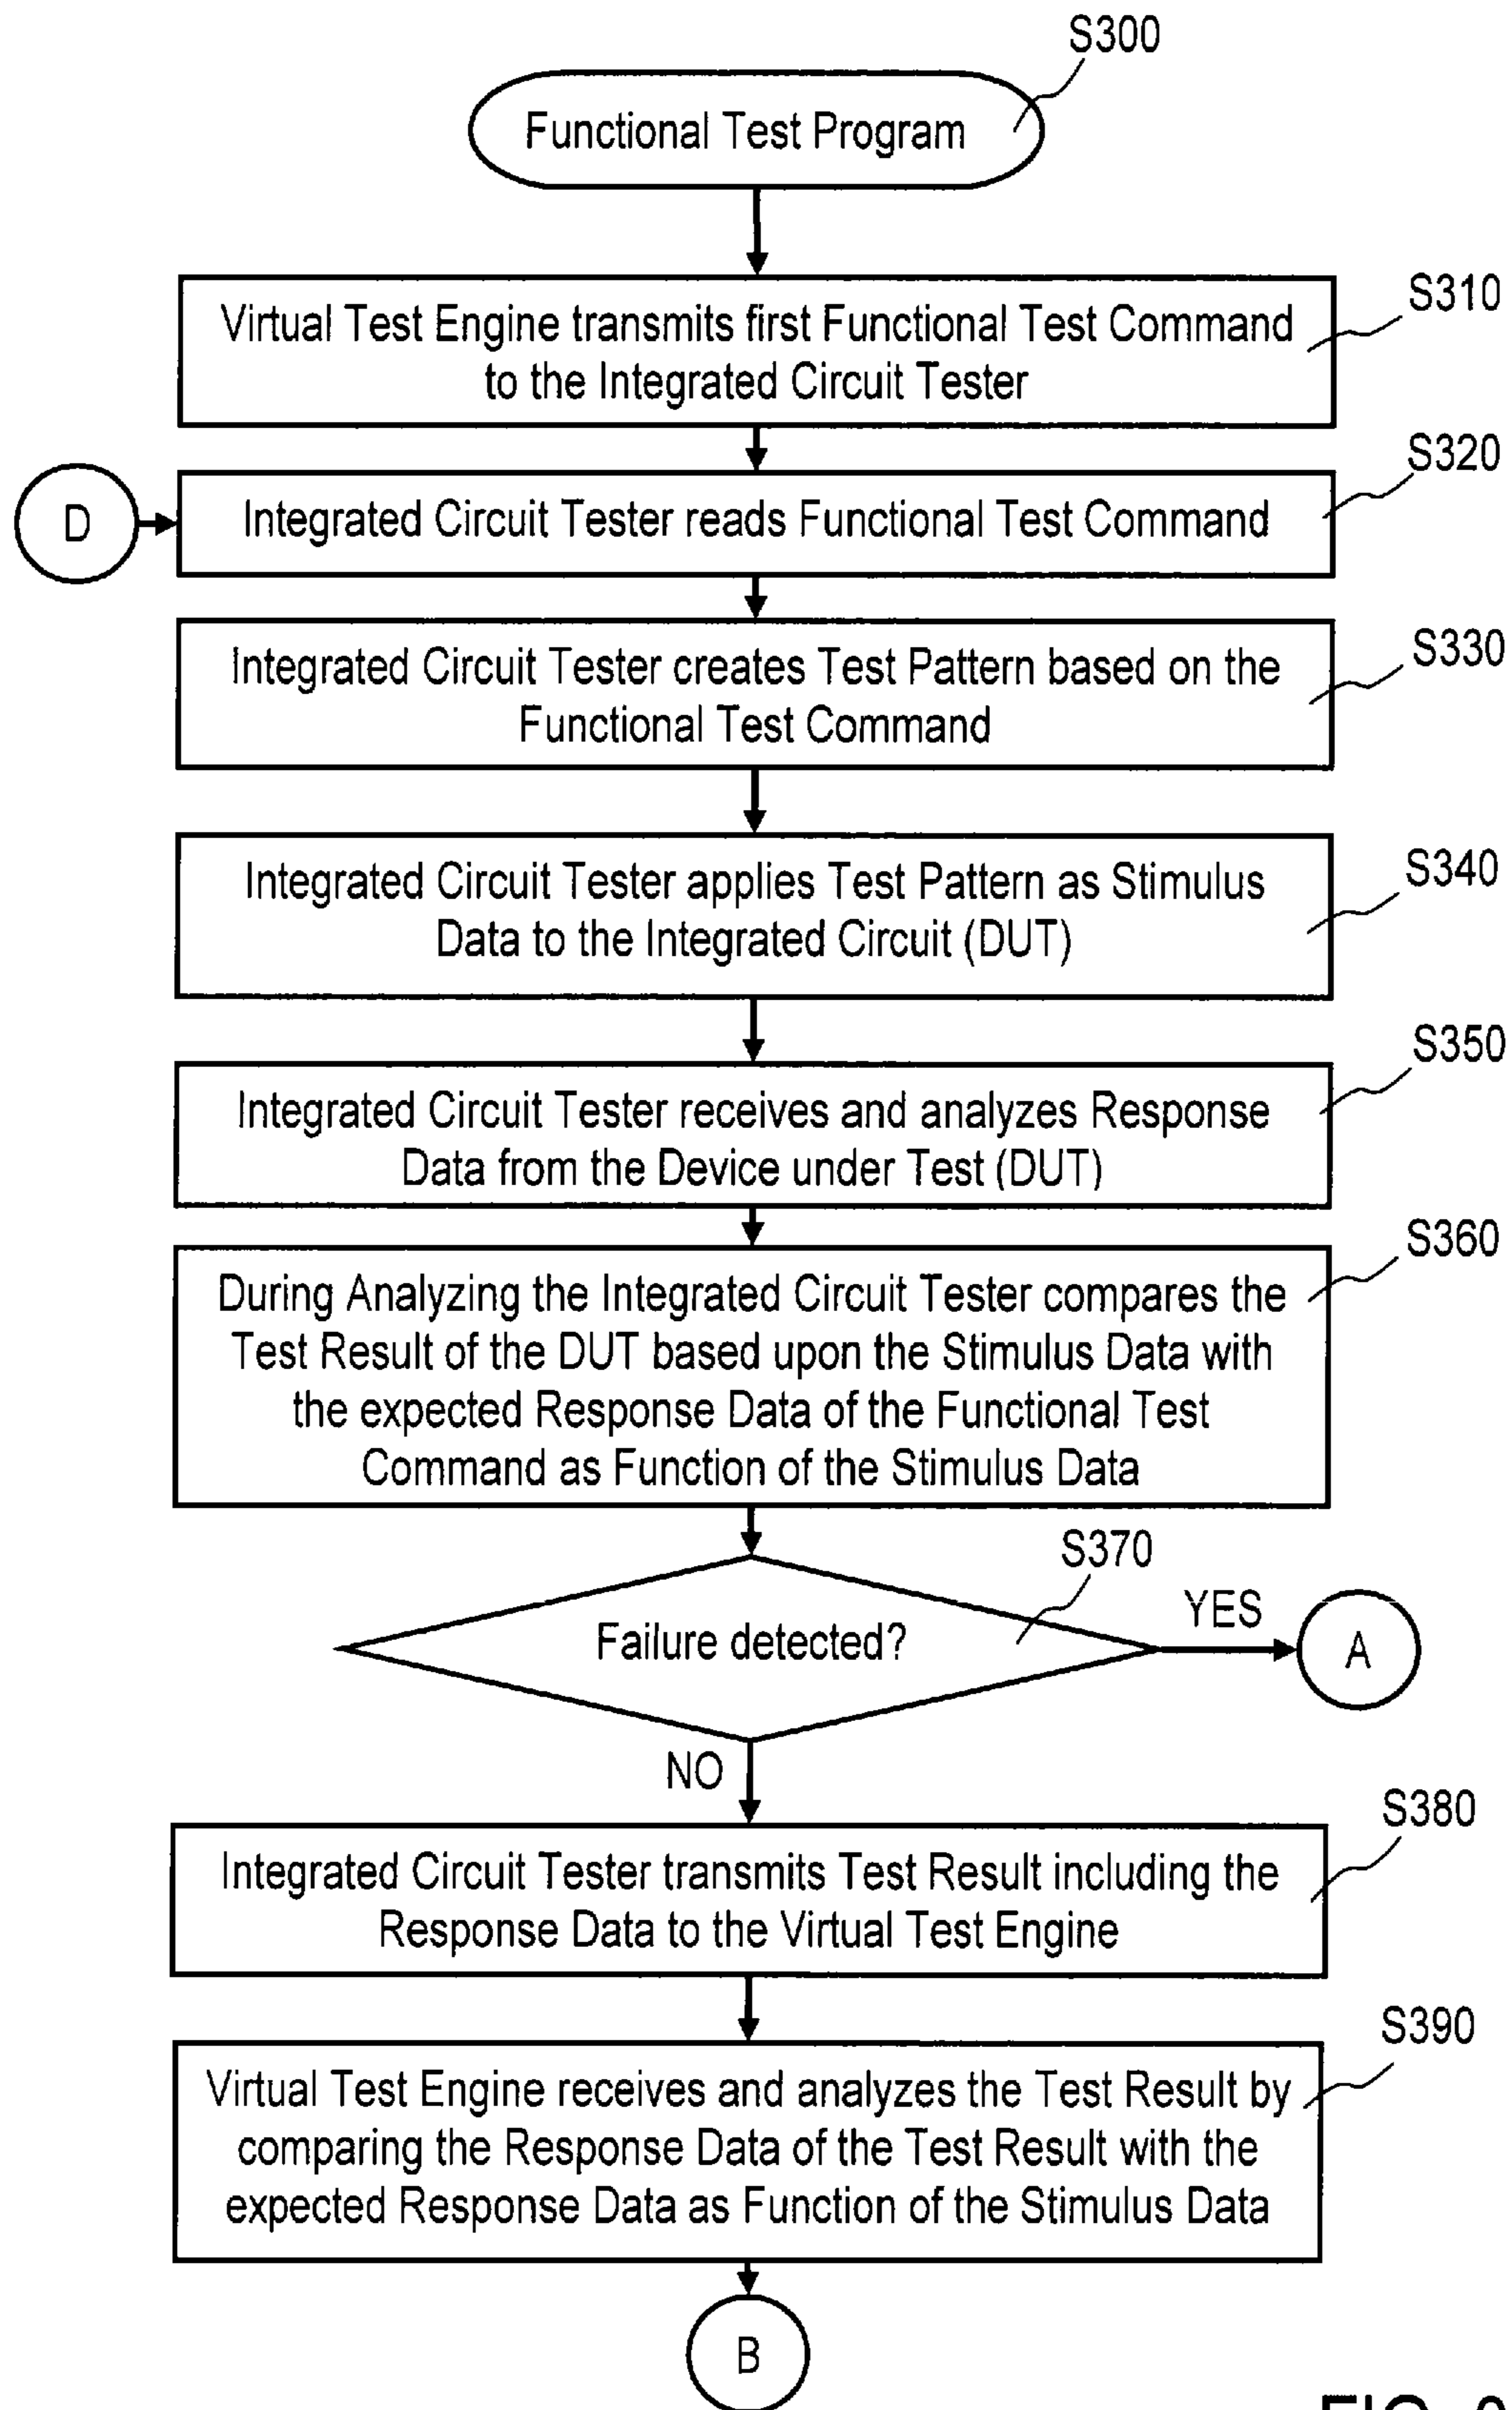 S300
Functional Test Program
S310
Virtual Test Engine transmits first Functional Test Command
to the Integrated Circuit Tester
S320
D
Integrated Circuit Tester reads Functional Test Command
S330
Integrated Circuit Tester creates Test Pattern based on the
Functional Test Command
S340
Integrated Circuit Tester applies Test Pattern as Stimulus
Data to the Integrated Circuit (DUT)
S350
Integrated Circuit Tester receives and analyzes Response
Data from the Device under Test (DUT)
S360
During Analyzing the Integrated Circuit Tester compares the
Test Result of the DUT based upon the Stimulus Data with
the expected Response Data of the Functional Test
Command as Function of the Stimulus Data
S370
Failure detected?
YES
A
NO
S380
Integrated Circuit Tester transmits Test Result including the
Response Data to the Virtual Test Engine
S390
Virtual Test Engine receives and analyzes the Test Result by
comparing the Response Data of the Test Result with the
expected Response Data as Function of the Stimulus Data
B